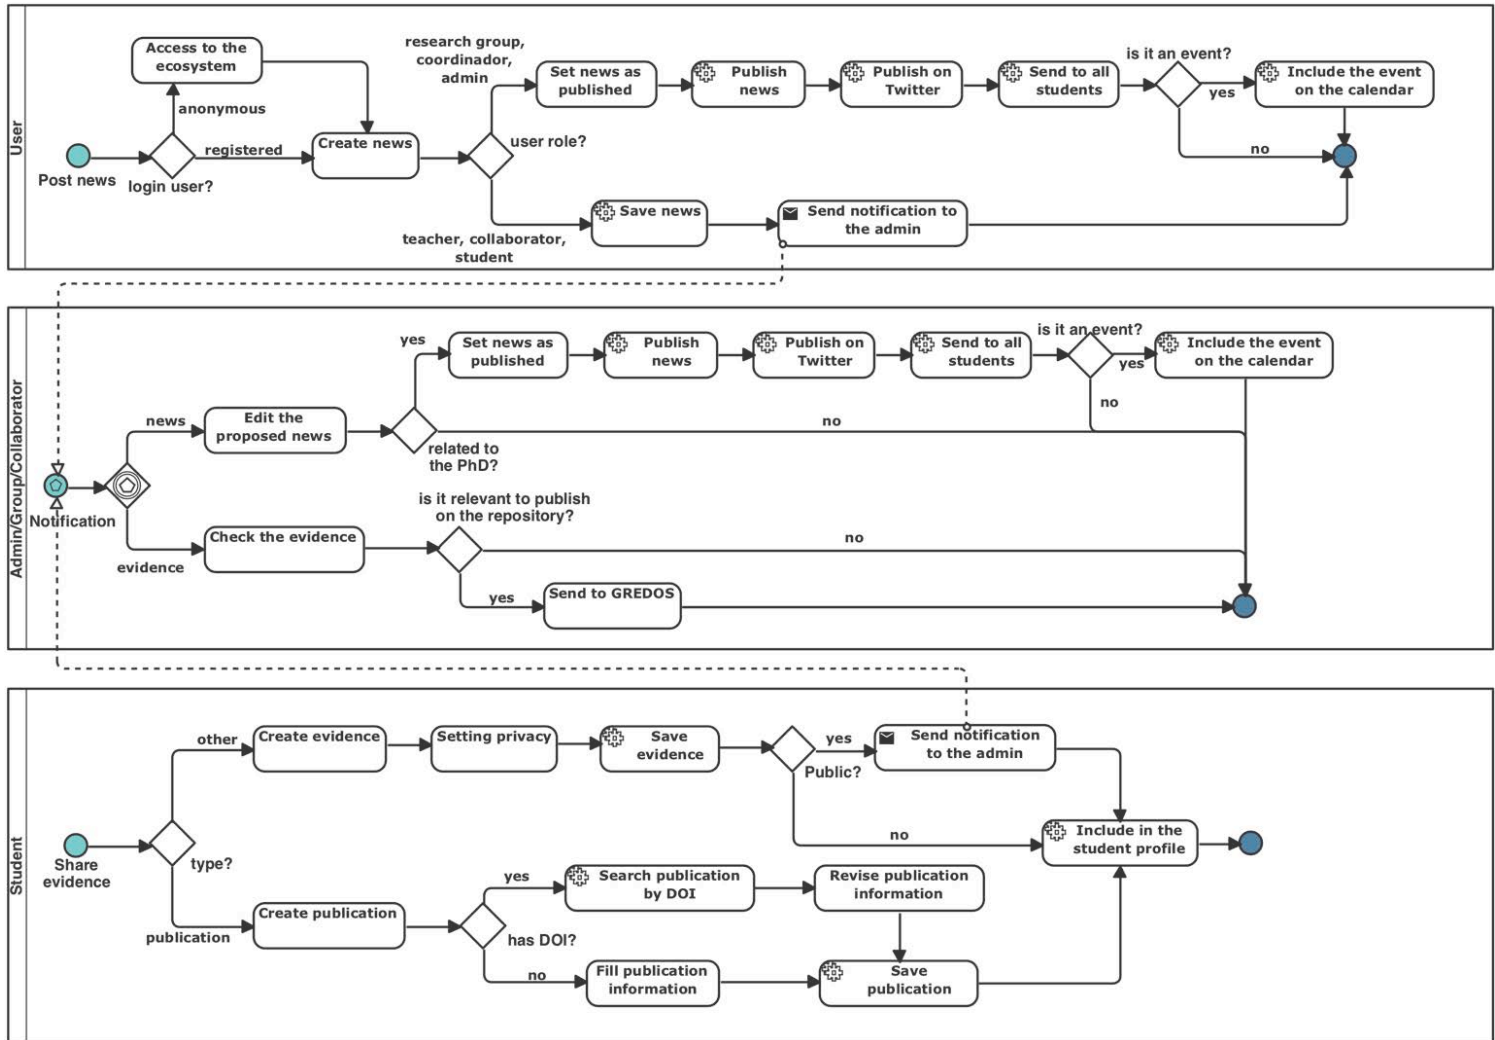 User
Post news
login user?
anonymous
registered
Access to the
ecosystem
Create news
user role?
research group,
coordinador,
admin
Set news as
published
Publish
news
Publish on
Twitter
Send to all
students
is it an event?
yes
no
Include the event
on the calendar
teacher, collaborator,
student
Save news
Send notification to
the admin
Admin/Group/Collaborator
Notification
news
evidence
Edit the
proposed news
related to
the PhD?
yes
no
Set news as
published
Publish
news
Publish on
Twitter
Send to all
students
is it an event?
yes
no
Include the event
on the calendar
Check the evidence
is it relevant to publish
on the repository?
no
yes
Send to GREDOS
Student
Share
evidence
type?
other
publication
Create evidence
Setting privacy
Save
evidence
Public?
yes
no
Send notification
to the admin
Include in the
student profile
Create publication
has DOI?
yes
no
Search publication
by DOI
Revise publication
information
Fill publication
information
Save
publication